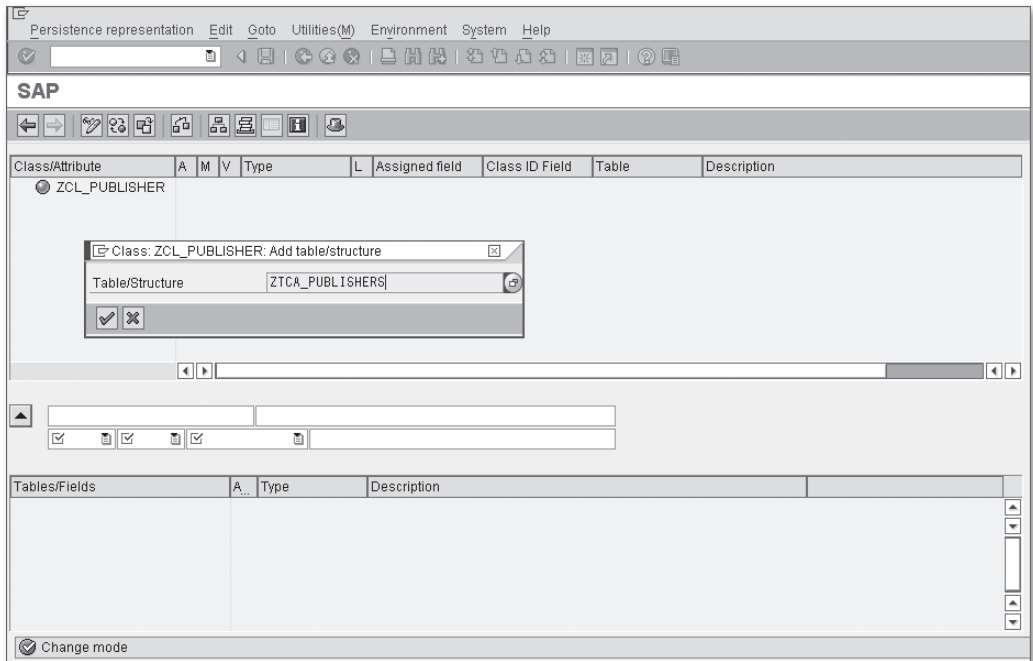 Persistence representation Edit Goto Utilities(M) Environment System Help
SAP
Class/Attribute A M V Type L Assigned field Class ID Field Table Description
ZCL_PUBLISHER
Class: ZCL_PUBLISHER: Add table/structure
Table/Structure ZTCA_PUBLISHERS
Tables/Fields A... Type Description
Change mode